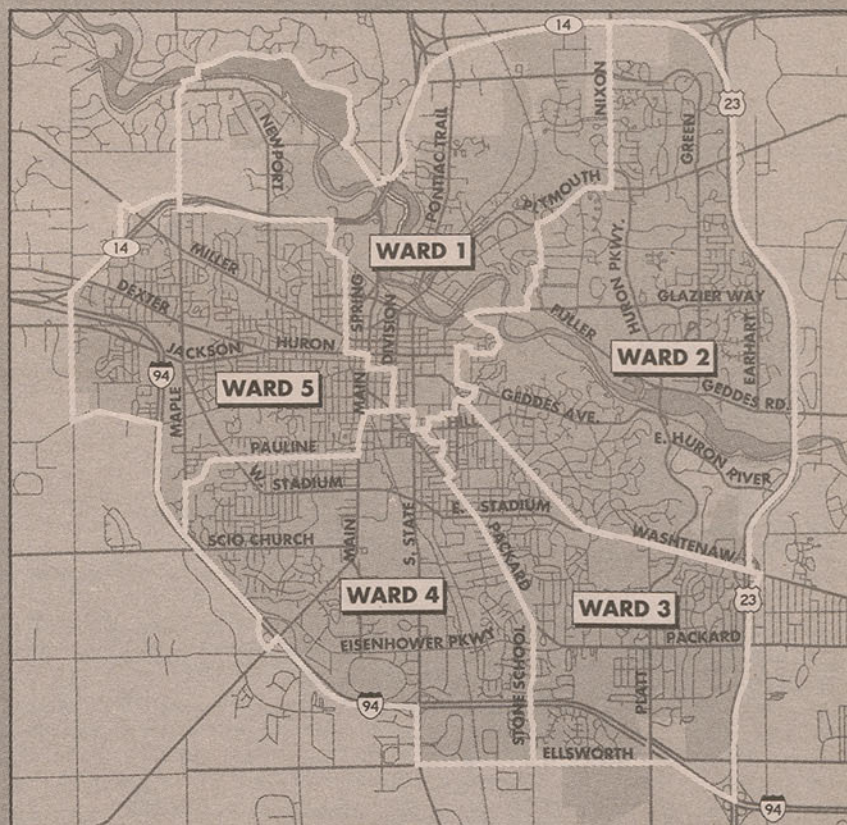 14
NIXON
23
GREEN
NEWPORT
PONTIAC TRAIL
PLYMOUTH
14
WARD 1
MILLER
HURON PKWY.
DEXTER
SPRING
DIVISION
GLAZIER WAY
FULLER
JACKSON
HURON
94
WARD 2
EARHART
WARD 5
MAIN
GEDDES RD.
MAPLE
GEDDES AVE.
HILL
PAULINE
E. HURON RIVER
W. STADIUM
E. STADIUM
SCIO CHURCH
MAIN
S. STATE
PACKARD
WASHTENAW
WARD 4
WARD 3
23
EISENHOWER PKWY
STONE SCHOOL
PACKARD
PLATT
94
ELLSWORTH
94